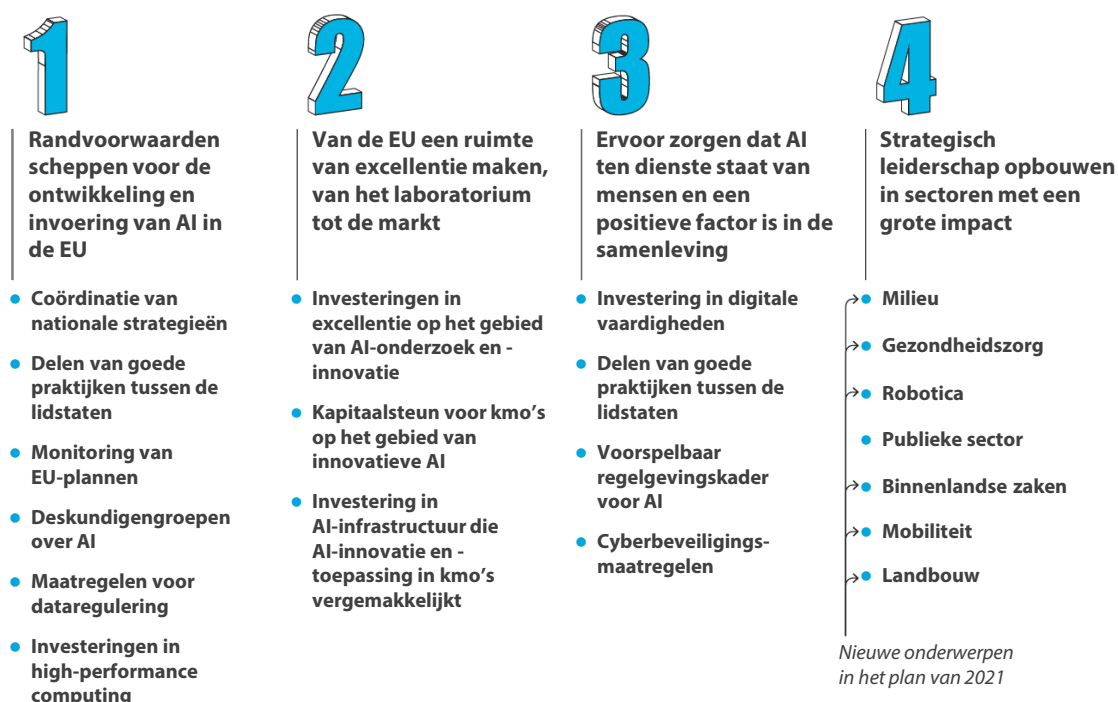 1
Randvoorwaarden
scheppen voor de
ontwikkeling en
invoering van AI in
de EU
Coördinatie van
nationale strategieën
Delen van goede
praktijken tussen de
lidstaten
Monitoring van
EU-plannen
Deskundigengroepen
over AI
Maatregelen voor
dataregulering
Investeringen in
high-performance
computing
2
Van de EU een ruimte
van excellentie maken,
van het laboratorium
tot de markt
Investeringen in
excellentie op het gebied
van AI-onderzoek en -
innovatie
Kapitaalsteun voor kmo's
op het gebied van
innovatieve AI
Investering in
AI-infrastructuur die
AI-innovatie en -
toepassing in kmo's
vergemakkelijkt
3
Ervoor zorgen dat AI
ten dienste staat van
mensen en een
positieve factor is in de
samenleving
Investering in digitale
vaardigheden
Delen van goede
praktijken tussen de
lidstaten
Voorspelbaar
regelgevingskader
voor AI
Cyberbeveiligings-
maatregelen
4
Strategisch
leiderschap opbouwen
in sectoren met een
grote impact
Milieu
Gezondheidszorg
Robotica
Publieke sector
Binnenlandse zaken
Mobiliteit
Landbouw
Nieuwe onderwerpen
in het plan van 2021